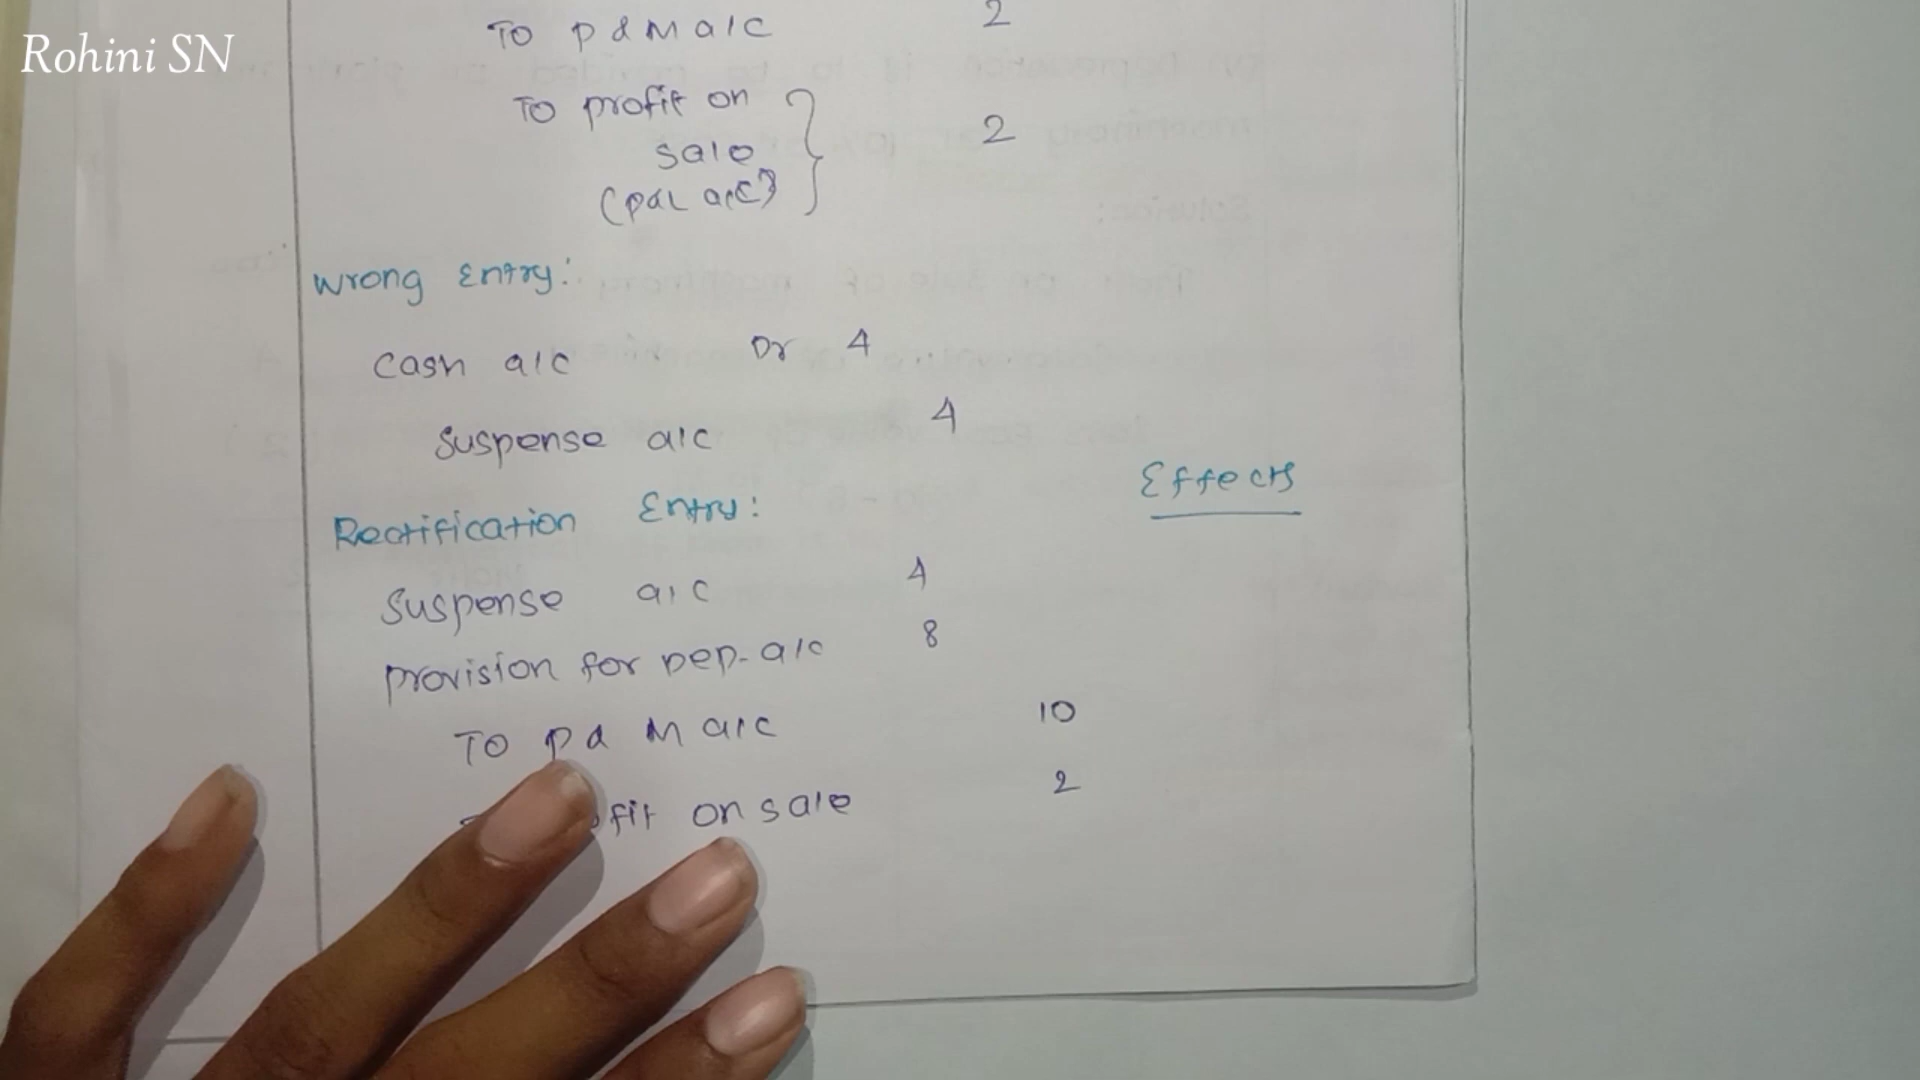 Rohini SN
To P & M a/c 2
To profit on
sale 2
(P&L a/c)
Wrong Entry:
Cash a/c Dr 4
Suspense a/c 4
Effects
Rectification Entry:
Suspense a/c 4
Provision for Dep. a/c 8
To P & M a/c 10
fit on sale 2